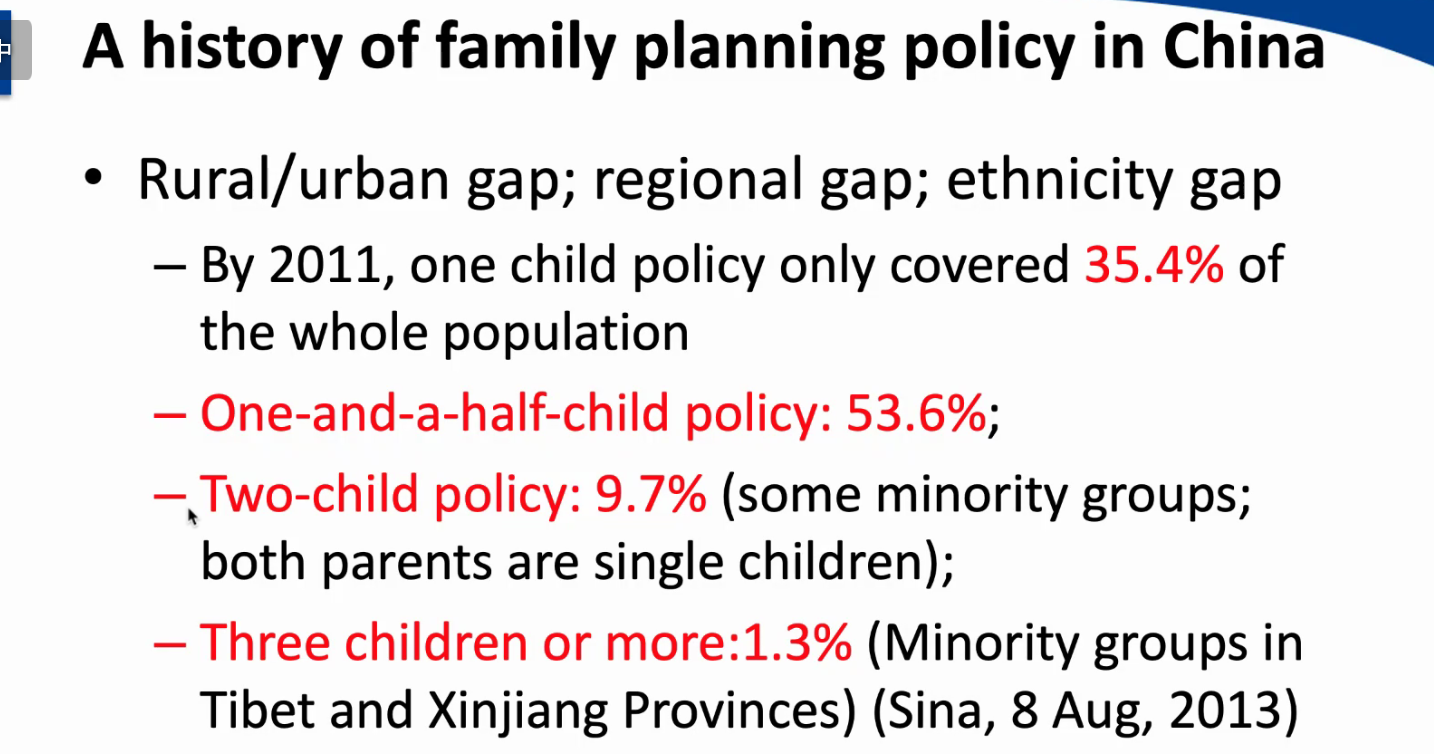 中
A history of family planning policy in China
• Rural/urban gap; regional gap; ethnicity gap
– By 2011, one child policy only covered 35.4% of
the whole population
– One-and-a-half-child policy: 53.6%;
– Two-child policy: 9.7% (some minority groups;
both parents are single children);
– Three children or more:1.3% (Minority groups in
Tibet and Xinjiang Provinces) (Sina, 8 Aug, 2013)